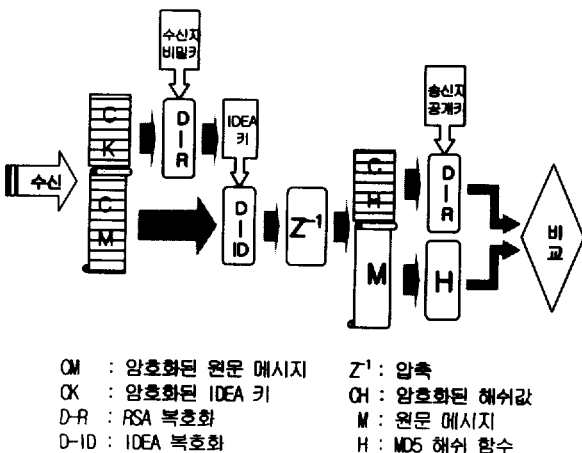 수신자
비밀키
송신자
공개키
C
K
D-R
IDEA
키
수신
C
M
D-ID
Z⁻¹
C
H
D-R
M
H
비교
CM : 암호화된 원문 메시지
CK : 암호화된 IDEA 키
D-R : RSA 복호화
D-ID : IDEA 복호화
Z⁻¹ : 압축
CH : 암호화된 해쉬값
M : 원문 메시지
H : MD5 해쉬 함수